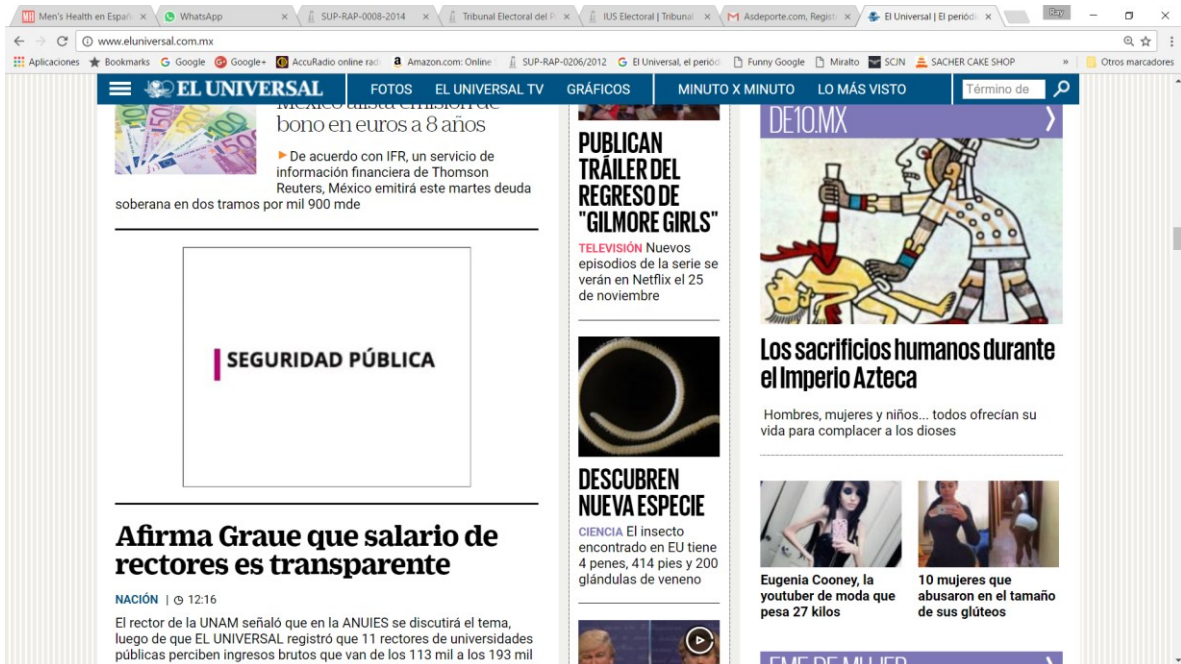 Men's Health en Españ
WhatsApp
SUP-RAP-0008-2014
Tribunal Electoral del P
IUS Electoral | Tribunal
Asdeporte.com, Regist
El Universal | El periódi
Ray
www.eluniversal.com.mx
Aplicaciones
Bookmarks
Google
Google+
AccuRadio online rad
Amazon.com: Online
SUP-RAP-0206/2012
El Universal, el periód
Funny Google
Miralto
SCJN
SACHER CAKE SHOP
»
Otros marcadores
EL UNIVERSAL
FOTOS
EL UNIVERSAL TV
GRÁFICOS
MINUTO X MINUTO
LO MÁS VISTO
Término de
México alista emisión de
bono en euros a 8 años
De acuerdo con IFR, un servicio de
información financiera de Thomson
Reuters, México emitirá este martes deuda
soberana en dos tramos por mil 900 mde
SEGURIDAD PÚBLICA
Afirma Graue que salario de
rectores es transparente
NACIÓN | 12:16
El rector de la UNAM señaló que en la ANUIES se discutirá el tema,
luego de que EL UNIVERSAL registró que 11 rectores de universidades
públicas perciben ingresos brutos que van de los 113 mil a los 193 mil
PUBLICAN
TRÁILER DEL
REGRESO DE
"GILMORE GIRLS"
TELEVISIÓN Nuevos
episodios de la serie se
verán en Netflix el 25
de noviembre
DESCUBREN
NUEVA ESPECIE
CIENCIA El insecto
encontrado en EU tiene
4 penes, 414 pies y 200
glándulas de veneno
DE10.MX
Los sacrificios humanos durante
el Imperio Azteca
Hombres, mujeres y niños... todos ofrecían su
vida para complacer a los dioses
Eugenia Cooney, la
youtuber de moda que
pesa 27 kilos
10 mujeres que
abusaron en el tamaño
de sus glúteos
EME DE MUJER